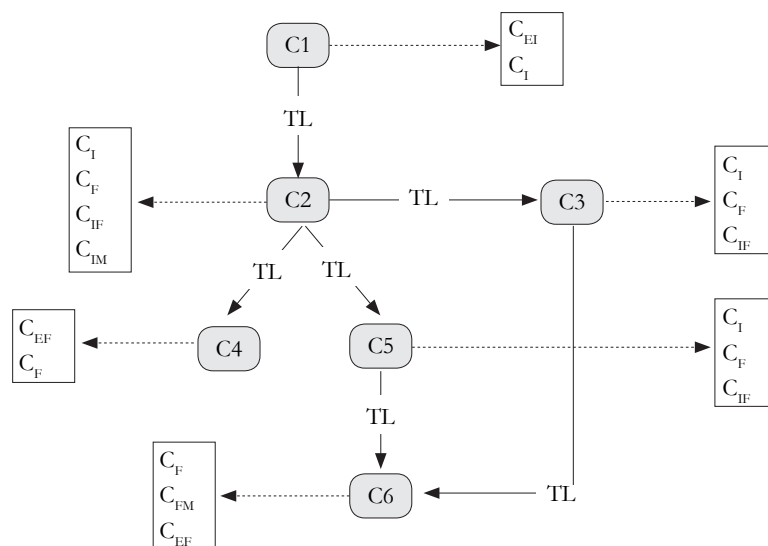 C1
C_EI
C_I
TL
C_I
C_F
C_IF
C_IM
C2
TL
C3
C_I
C_F
C_IF
TL
TL
C_EF
C_F
C4
C5
C_I
C_F
C_IF
TL
C_F
C_FM
C_EF
C6
TL